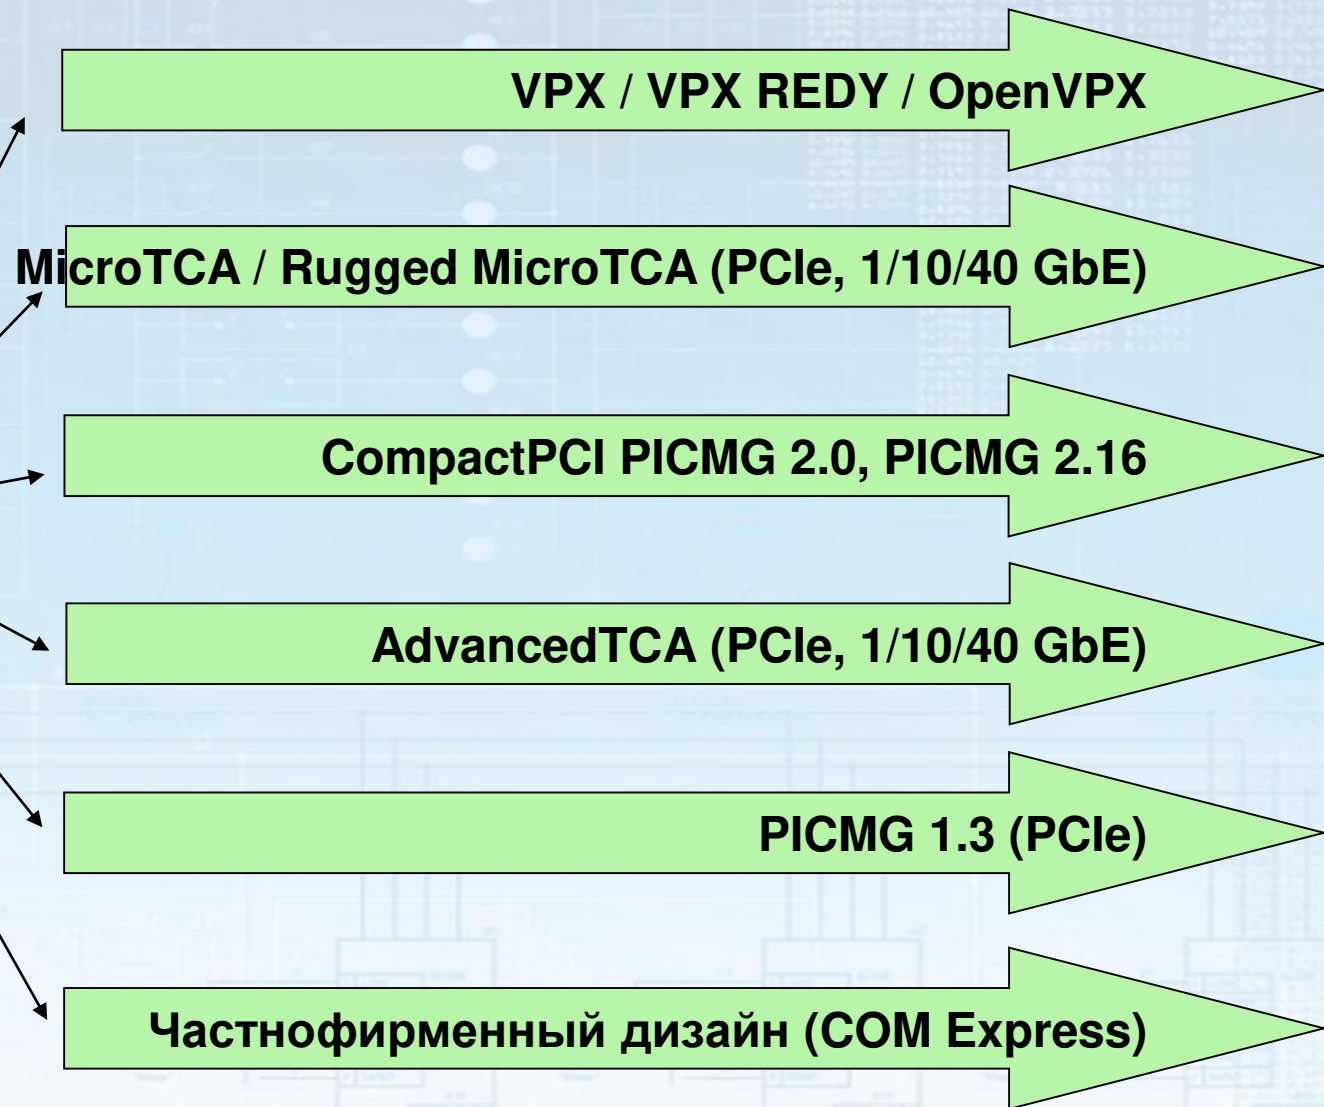 VPX / VPX REDY / OpenVPX
MicroTCA / Rugged MicroTCA (PCIe, 1/10/40 GbE)
CompactPCI PICMG 2.0, PICMG 2.16
AdvancedTCA (PCIe, 1/10/40 GbE)
PICMG 1.3 (PCIe)
Частнофирменный дизайн (COM Express)